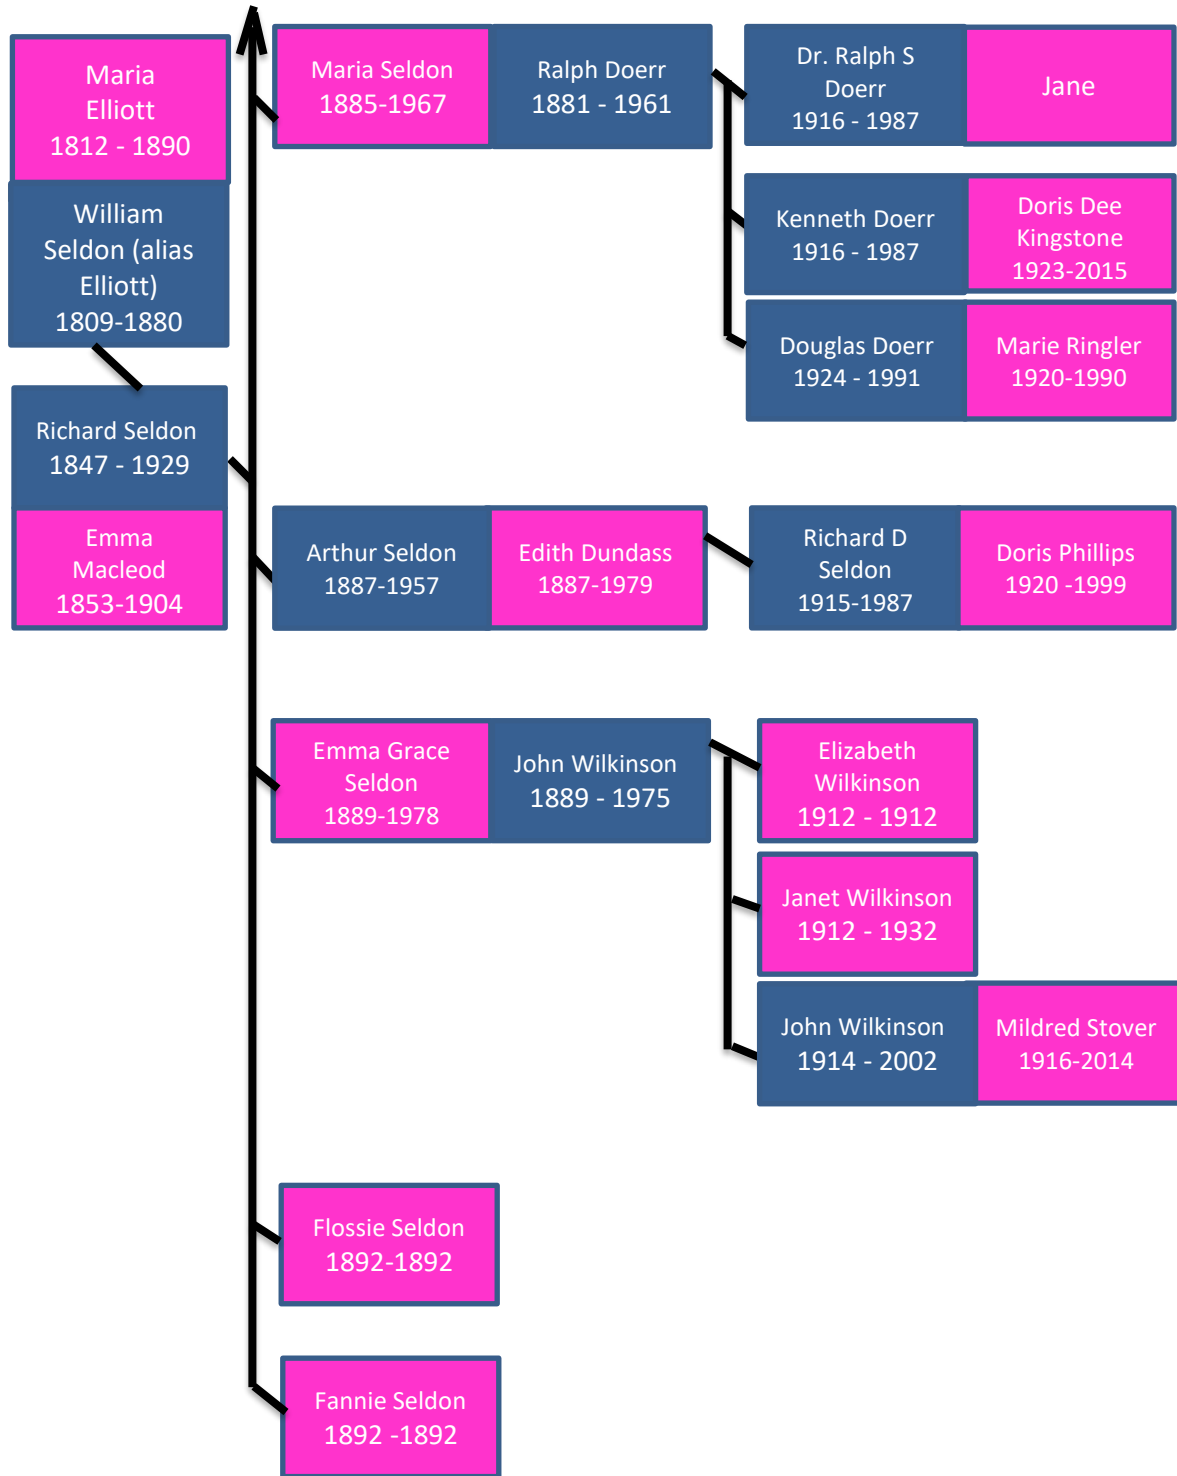 Maria
Elliott
1812 - 1890
William
Seldon (alias
Elliott)
1809-1880
Richard Seldon
1847 - 1929
Emma
Macleod
1853-1904
Maria Seldon
1885-1967
Ralph Doerr
1881 - 1961
Dr. Ralph S
Doerr
1916 - 1987
Jane
Kenneth Doerr
1916 - 1987
Doris Dee
Kingstone
1923-2015
Douglas Doerr
1924 - 1991
Marie Ringler
1920-1990
Arthur Seldon
1887-1957
Edith Dundass
1887-1979
Richard D
Seldon
1915-1987
Doris Phillips
1920 -1999
Emma Grace
Seldon
1889-1978
John Wilkinson
1889 - 1975
Elizabeth
Wilkinson
1912 - 1912
Janet Wilkinson
1912 - 1932
John Wilkinson
1914 - 2002
Mildred Stover
1916-2014
Flossie Seldon
1892-1892
Fannie Seldon
1892 -1892